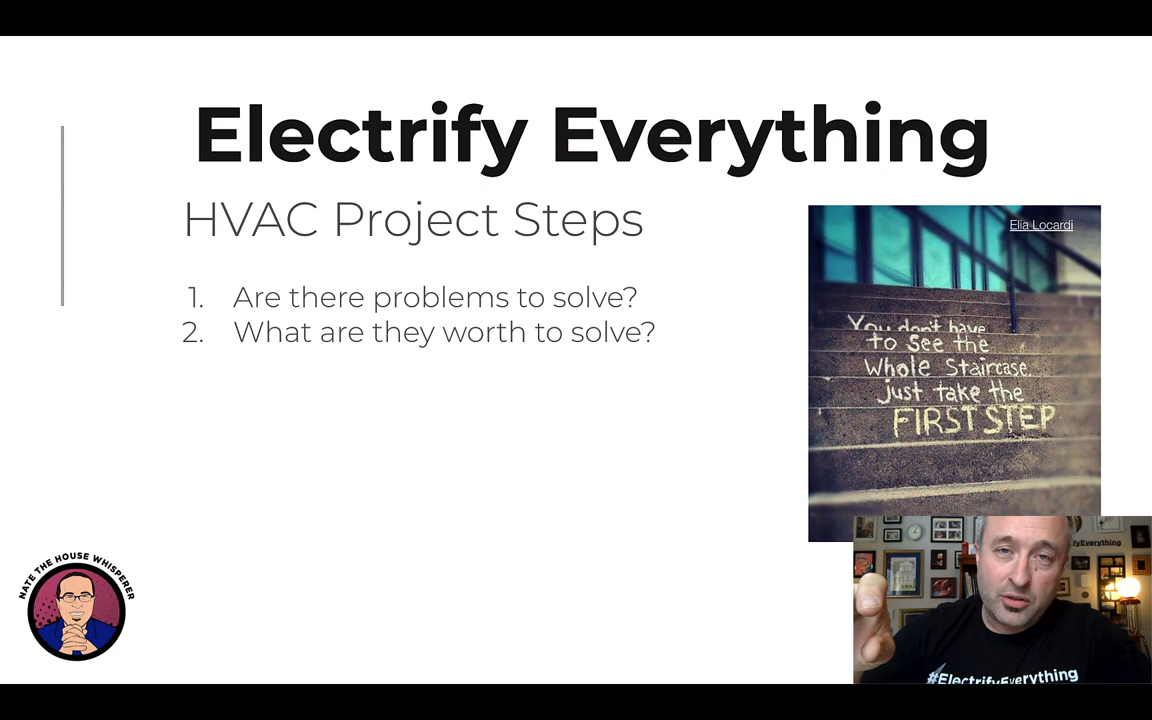 Electrify Everything
HVAC Project Steps
1. Are there problems to solve?
2. What are they worth to solve?
Elia Locardi
You don't have
to See the
Whole Staircase,
just take the
FIRST STEP
NATE THE HOUSE WHISPERER
fyEverything
#ElectrifyEverything